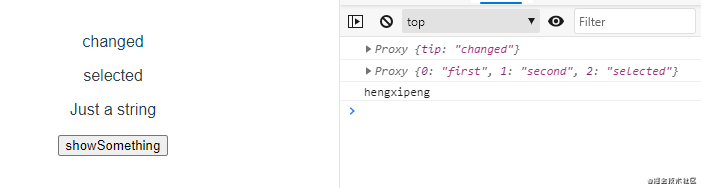 changed
selected
Just a string
showSomething
top
Filter
Proxy {tip: "changed"}
Proxy {0: "first", 1: "second", 2: "selected"}
hengxipeng
@掘金技术社区